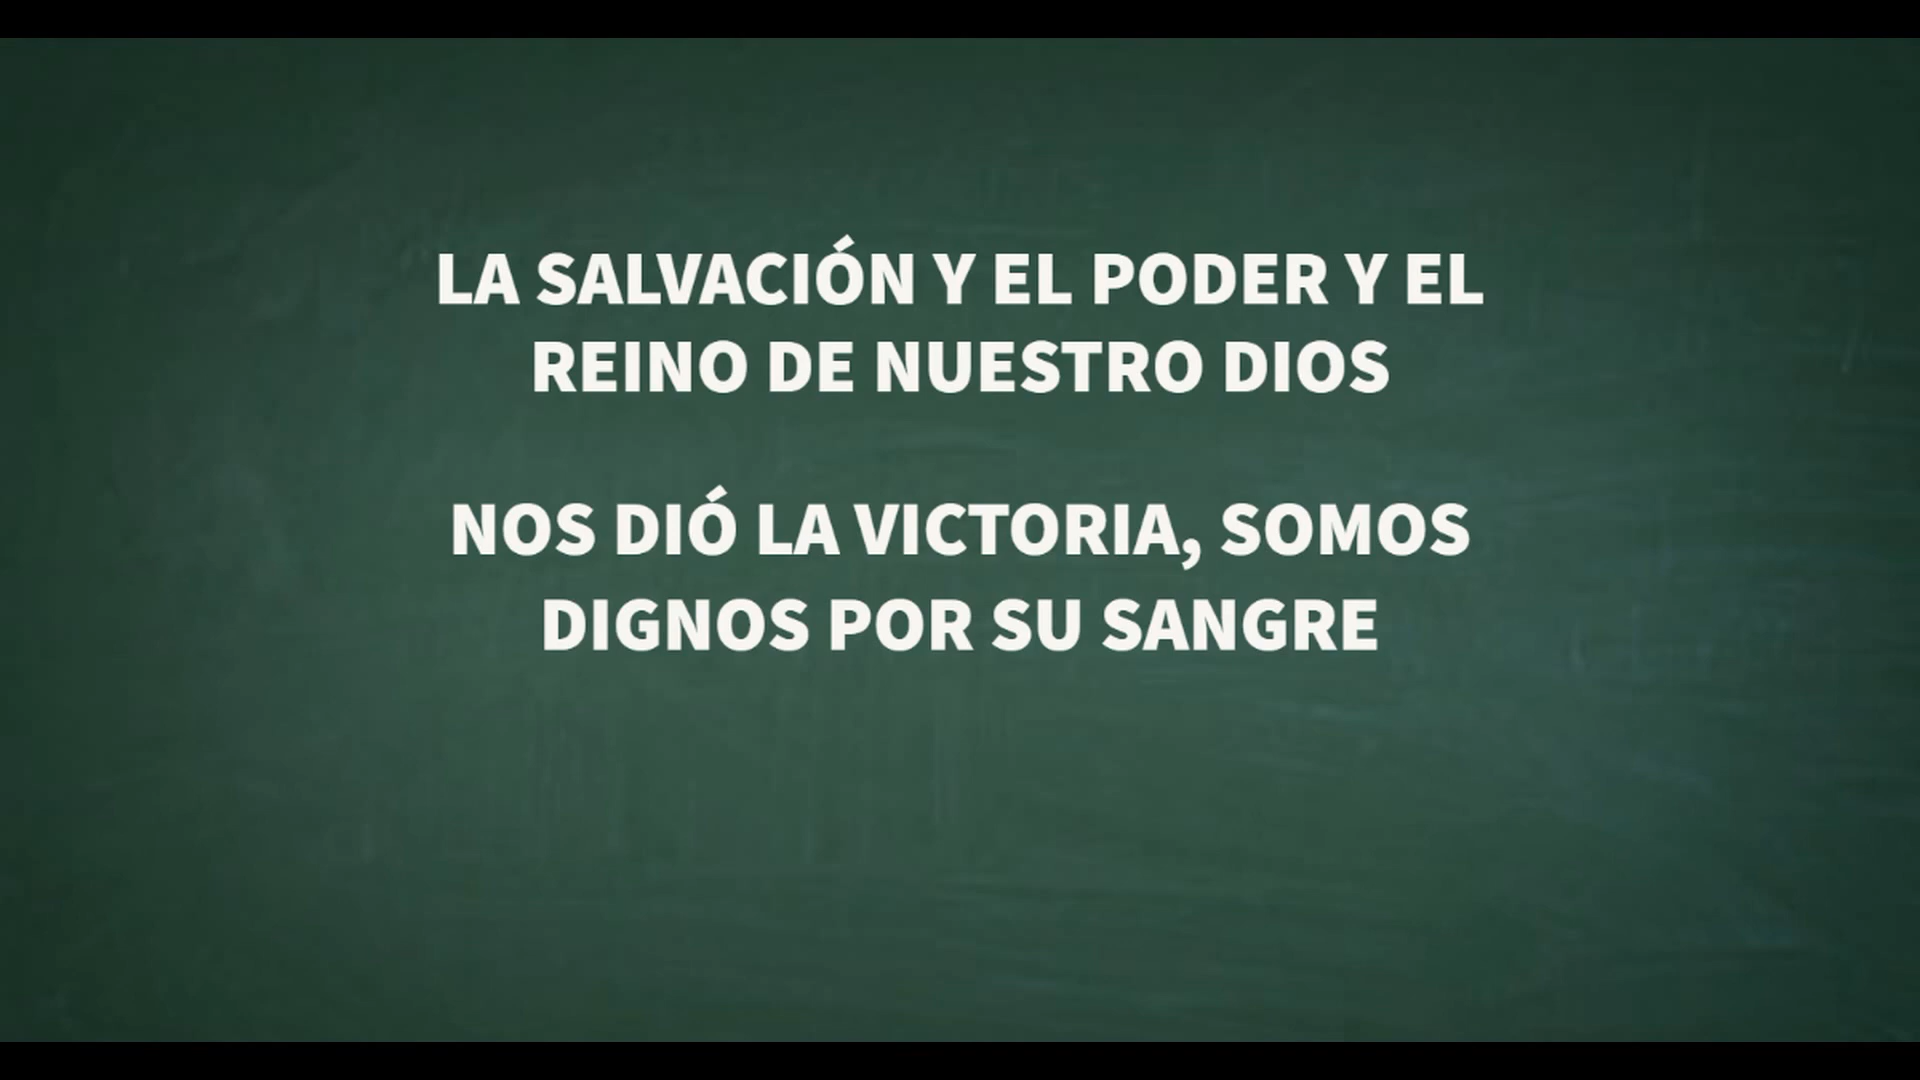 LA SALVACIÓN Y EL PODER Y EL
REINO DE NUESTRO DIOS
NOS DIÓ LA VICTORIA, SOMOS
DIGNOS POR SU SANGRE